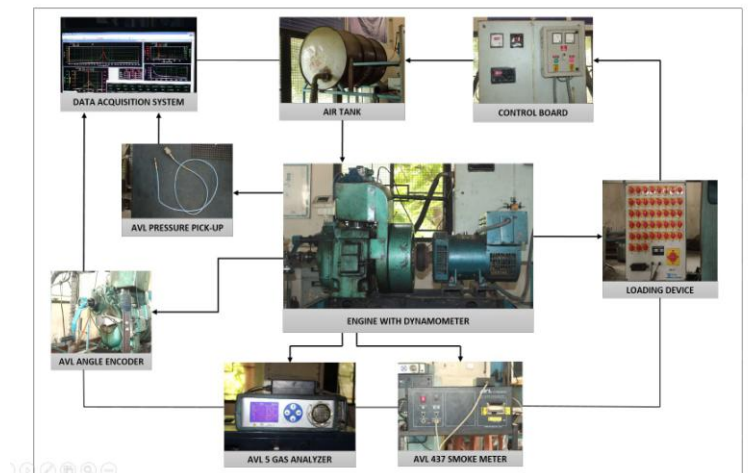 DATA ACQUISITION SYSTEM
AIR TANK
CONTROL BOARD
AVL PRESSURE PICK-UP
LOADING DEVICE
ENGINE WITH DYNAMOMETER
AVL ANGLE ENCODER
AVL 5 GAS ANALYZER
AVL 437 SMOKE METER